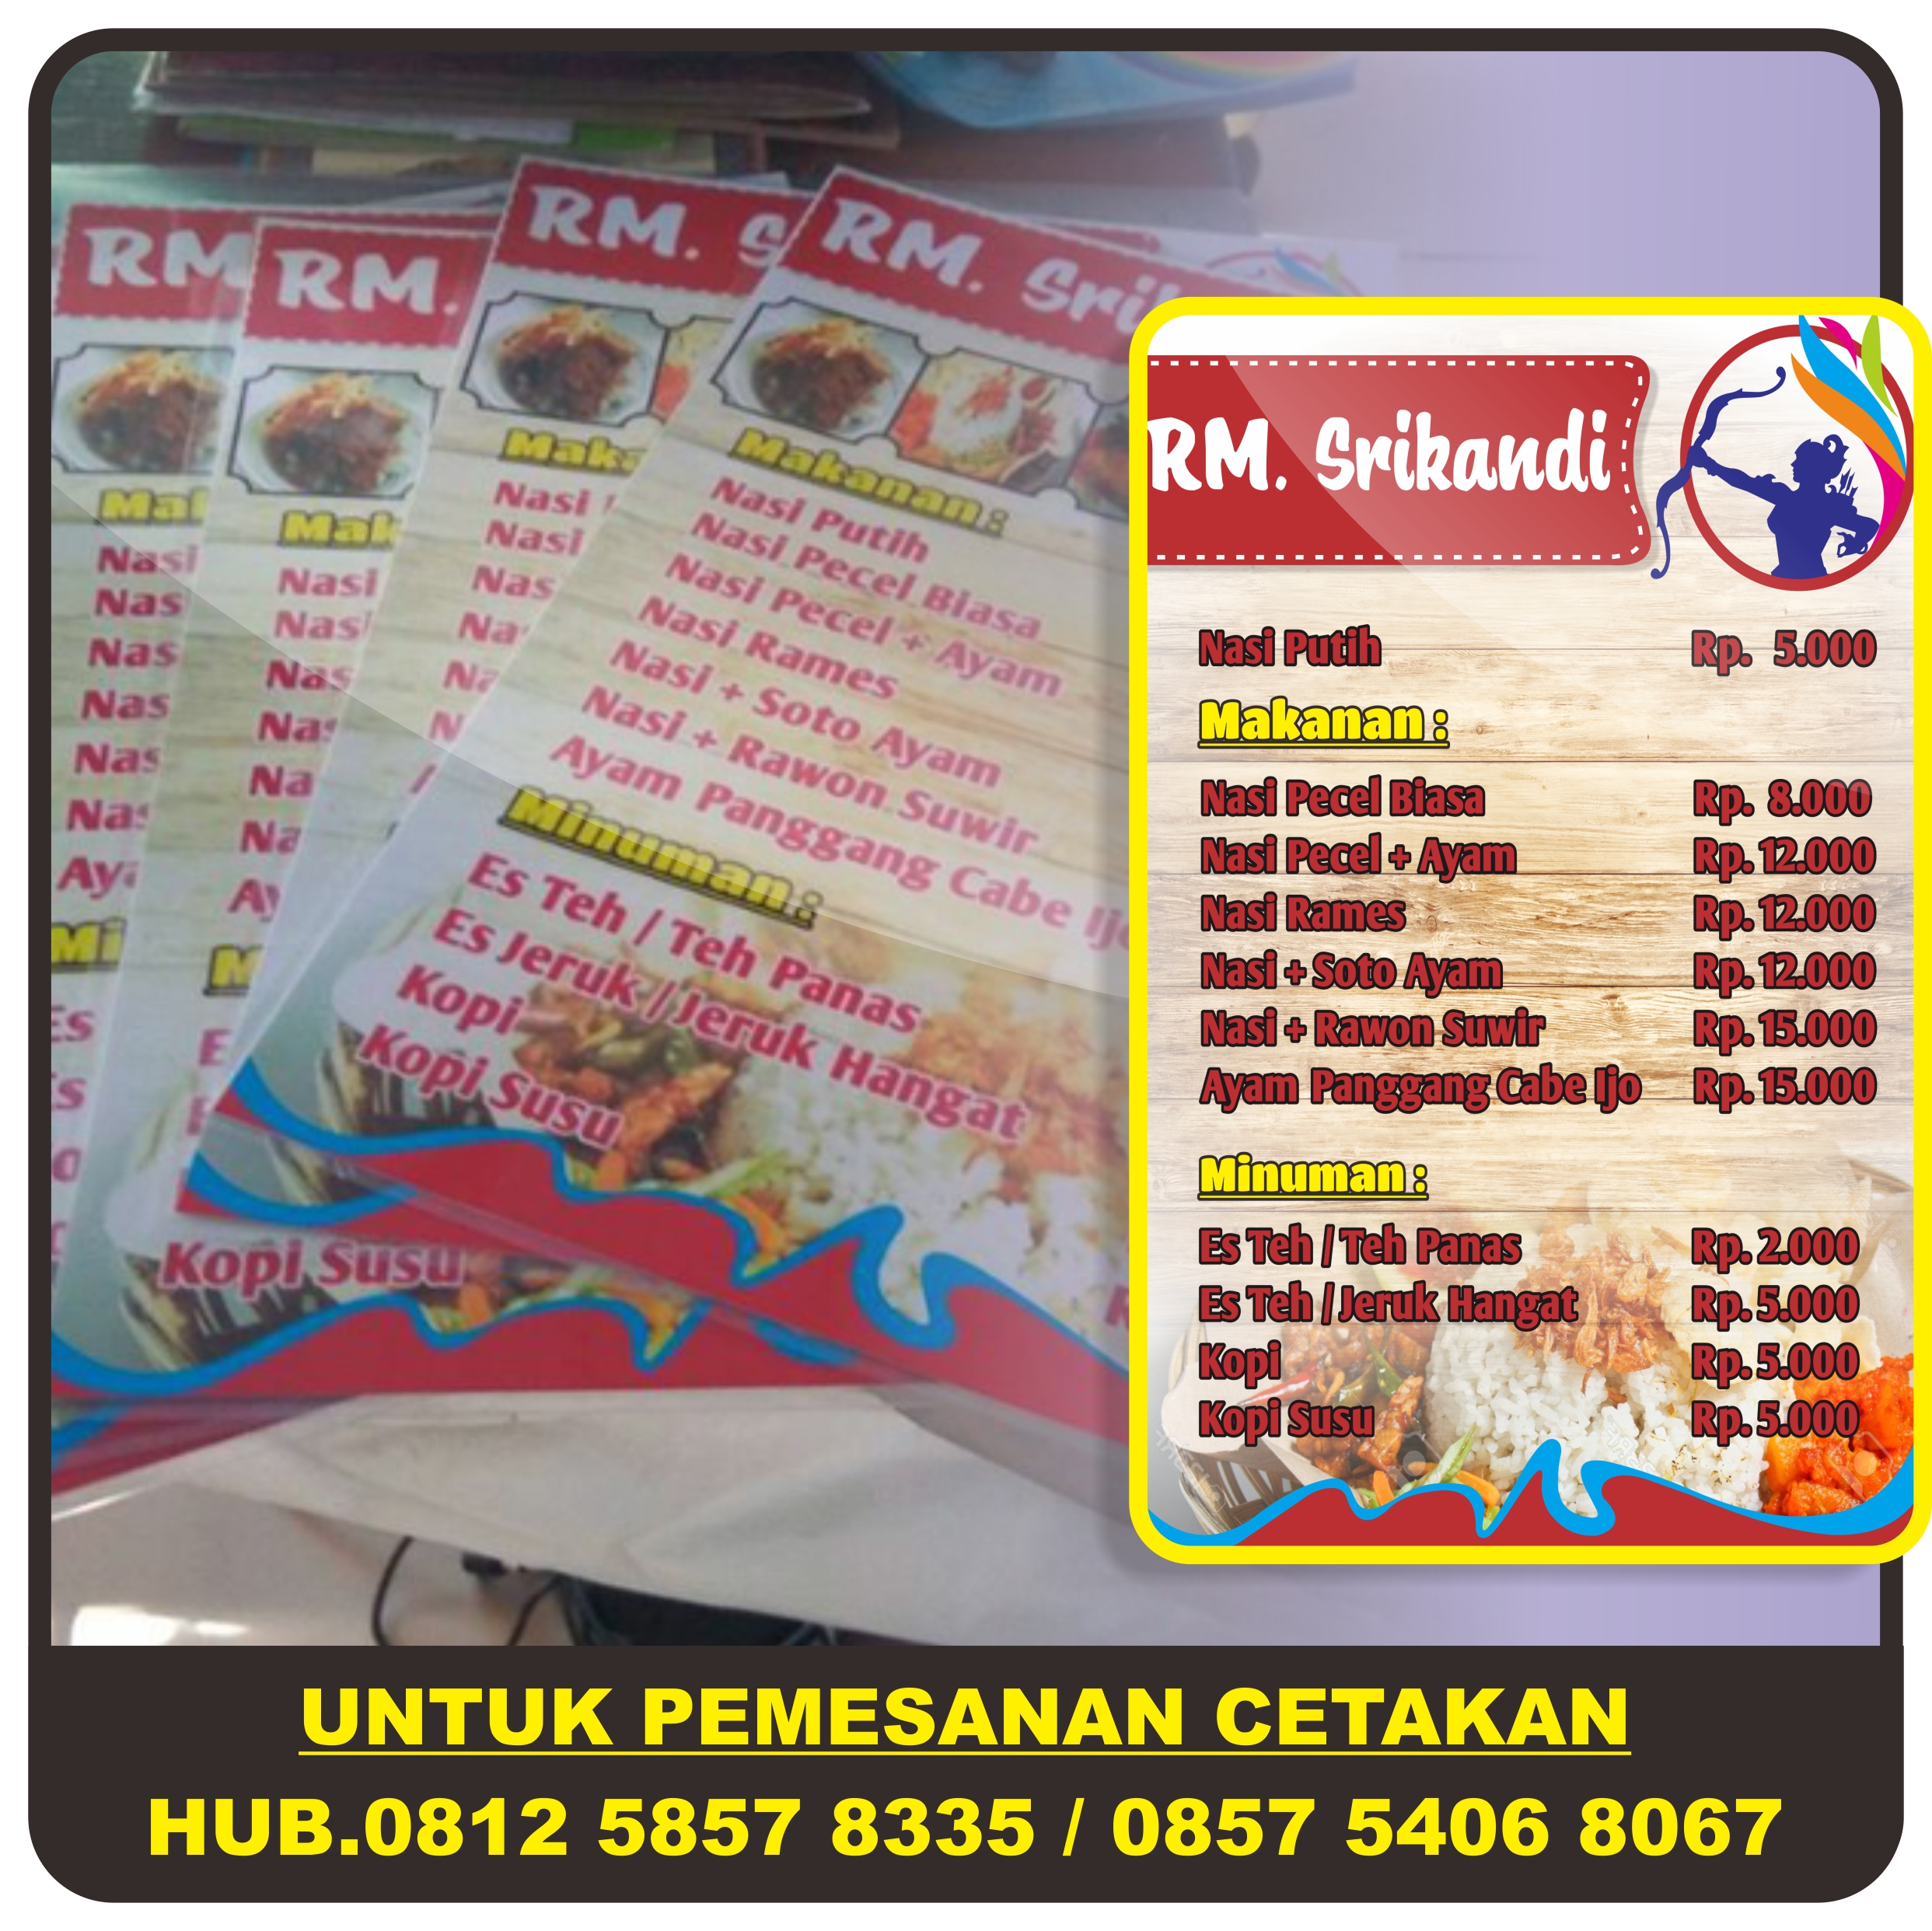 RM
RM.
RM. S
RM. Sri
Makanan :
Nasi Putih
Nasi Pecel Biasa
Nasi Pecel + Ayam
Nasi Rames
Nasi + Soto Ayam
Nasi + Rawon Suwir
Ayam Panggang Cabe Ijo
Minuman :
Es Teh / Teh Panas
Es Jeruk / Jeruk Hangat
Kopi
Kopi Susu
Kopi Susu
RM. Srikandi
Nasi Putih Rp. 5.000
Makanan :
Nasi Pecel Biasa Rp. 8.000
Nasi Pecel + Ayam Rp. 12.000
Nasi Rames Rp. 12.000
Nasi + Soto Ayam Rp. 12.000
Nasi + Rawon Suwir Rp. 15.000
Ayam Panggang Cabe Ijo Rp. 15.000
Minuman :
Es Teh / Teh Panas Rp. 2.000
Es Teh / Jeruk Hangat Rp. 5.000
Kopi Rp. 5.000
Kopi Susu Rp. 5.000
UNTUK PEMESANAN CETAKAN
HUB.0812 5857 8335 / 0857 5406 8067